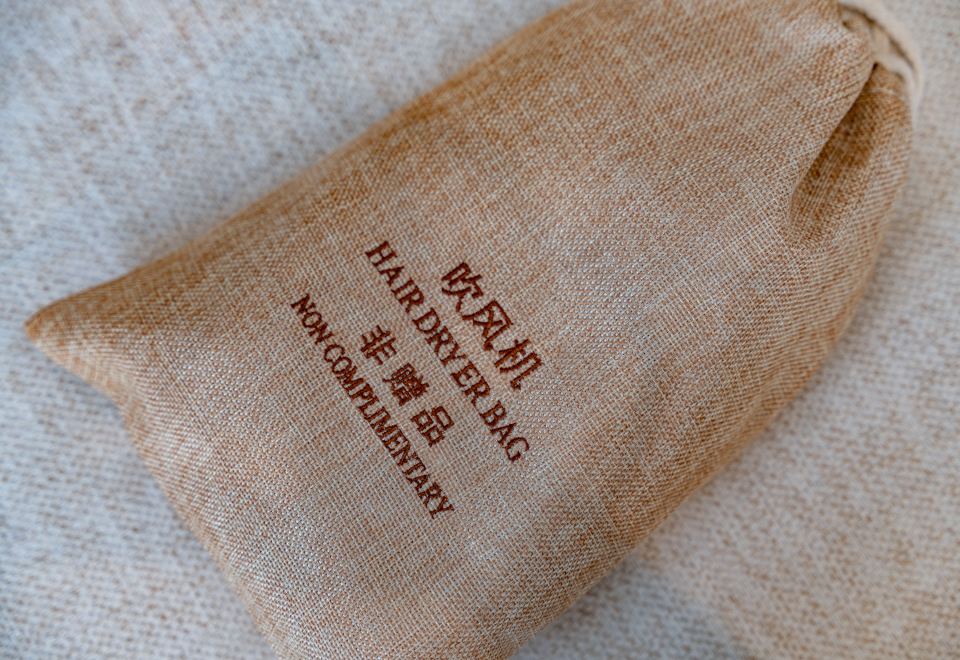 吹风机
HAIR DRYER BAG
非赠品
NON-COMPLIMENTARY